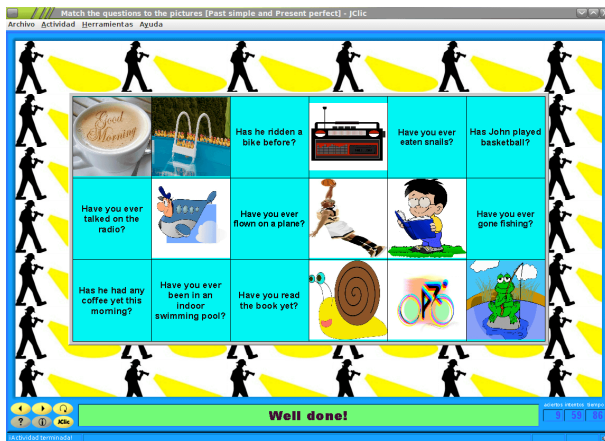 Match the questions to the pictures [Past simple and Present perfect] - JClic
Archivo Actividad Herramientas Ayuda
Good
Morning
Has he ridden a
bike before?
Have you ever
eaten snails?
Has John played
basketball?
Have you ever
talked on the
radio?
Have you ever
flown on a plane?
Have you ever
gone fishing?
Has he had any
coffee yet this
morning?
Have you ever
been in an
indoor
swimming pool?
Have you read
the book yet?
Well done!
JClic
aciertos intentos tiempo
9 59 86
¡Actividad terminada!